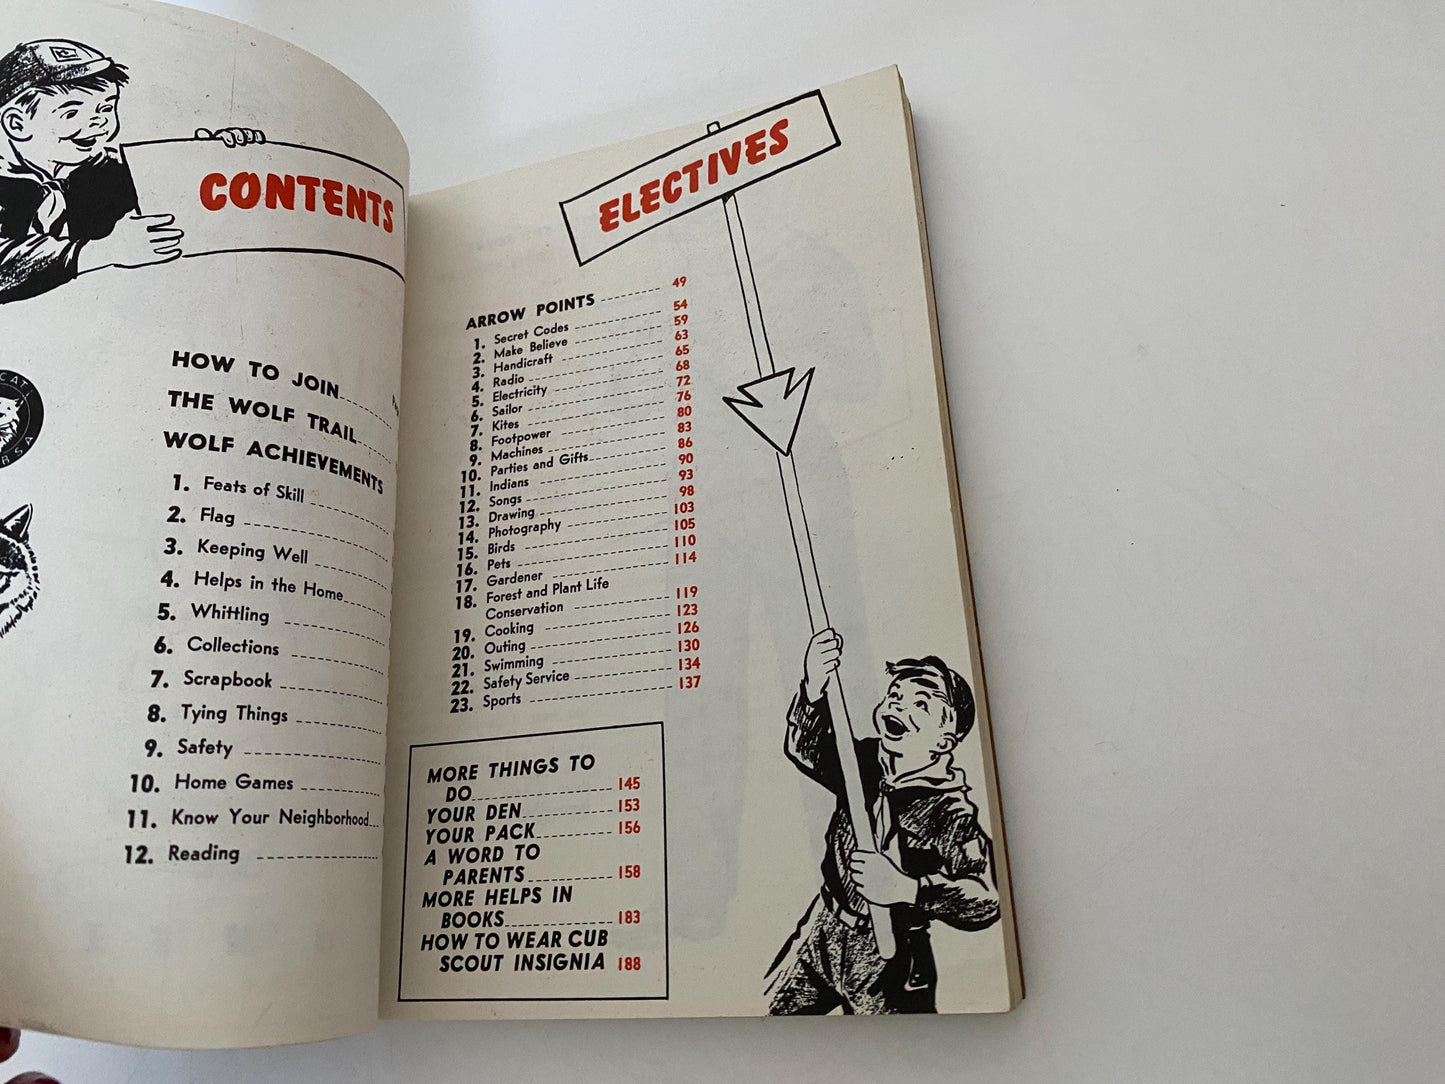 CONTENTS
HOW TO JOIN
THE WOLF TRAIL
WOLF ACHIEVEMENTS
1. Feats of Skill
2. Flag
3. Keeping Well
4. Helps in the Home
5. Whittling
6. Collections
7. Scrapbook
8. Tying Things
9. Safety
10. Home Games
11. Know Your Neighborhood
12. Reading
BSA
ELECTIVES
ARROW POINTS 49
1. Secret Codes 54
2. Make Believe 59
3. Handicraft 63
4. Radio 65
5. Electricity 68
6. Sailor 72
7. Kites 76
8. Footpower 80
9. Machines 83
10. Parties and Gifts 86
11. Indians 90
12. Songs 93
13. Drawing 98
14. Photography 103
15. Birds 105
16. Pets 110
17. Gardener 114
18. Forest and Plant Life
Conservation 119
19. Cooking 123
20. Outing 126
21. Swimming 130
22. Safety Service 134
23. Sports 137
MORE THINGS TO
DO 145
YOUR DEN 153
YOUR PACK 156
A WORD TO
PARENTS 158
MORE HELPS IN
BOOKS 183
HOW TO WEAR CUB
SCOUT INSIGNIA 188